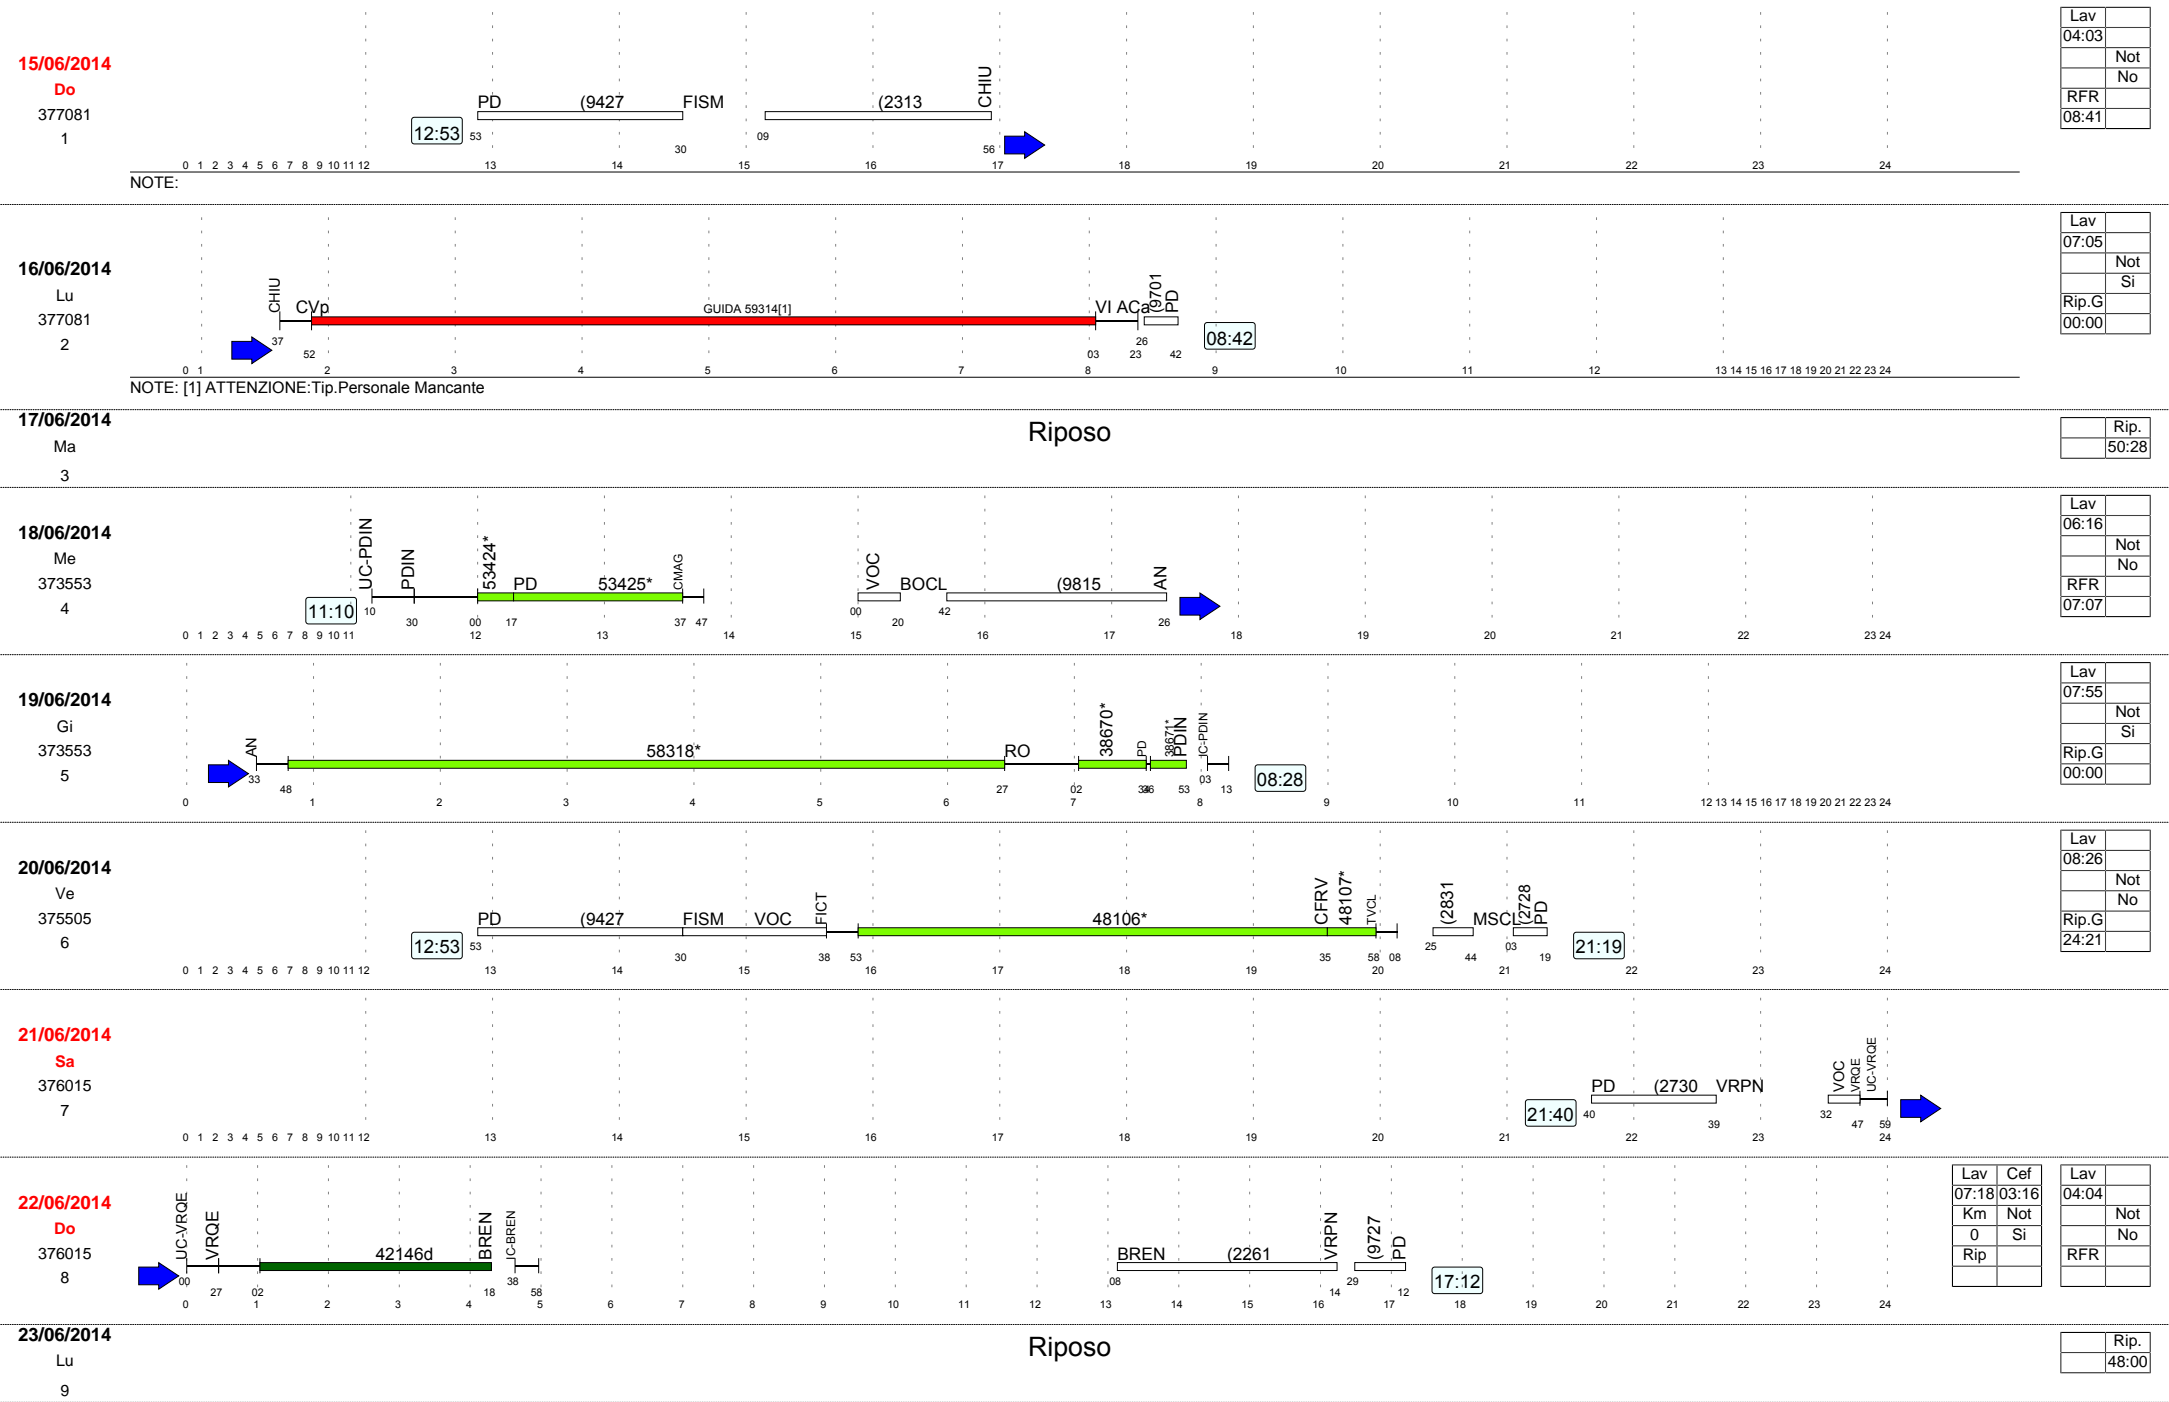 15/06/2014
Do
377081
1
12:53
PD (9427 FISM (2313 CHIU
53 30 09 56
0 1 2 3 4 5 6 7 8 9 10 11 12 13 14 15 16 17 18 19 20 21 22 23 24
NOTE:
Lav
04:03
Not
No
RFR
08:41
16/06/2014
Lu
377081
2
CHIU CVp GUIDA 59314[1] VI ACa (9701 PD
37 52 03 23 26 42
08:42
0 1 2 3 4 5 6 7 8 9 10 11 12 13 14 15 16 17 18 19 20 21 22 23 24
NOTE: [1] ATTENZIONE:Tip.Personale Mancante
Lav
07:05
Not
Si
Rip.G
00:00
17/06/2014
Ma
3
Riposo
Rip.
50:28
18/06/2014
Me
373553
4
11:10
UC-PDIN PDIN 53424* PD 53425* CMAG VOC BOCL (9815 AN
10 30 00 17 37 47 00 20 42 26
0 1 2 3 4 5 6 7 8 9 10 11 12 13 14 15 16 17 18 19 20 21 22 23 24
Lav
06:16
Not
No
RFR
07:07
19/06/2014
Gi
373553
5
AN 58318* RO 38670* PD 38671* PDIN IC-PDIN
33 48 27 02 34 36 53 03 13
08:28
0 1 2 3 4 5 6 7 8 9 10 11 12 13 14 15 16 17 18 19 20 21 22 23 24
Lav
07:55
Not
Si
Rip.G
00:00
20/06/2014
Ve
375505
6
12:53
PD (9427 FISM VOC FICT 48106* CFRV 48107* TVCL (2831 MSCL (2728 PD
53 30 38 53 35 58 08 25 44 03 19
21:19
0 1 2 3 4 5 6 7 8 9 10 11 12 13 14 15 16 17 18 19 20 21 22 23 24
Lav
08:26
Not
No
Rip.G
24:21
21/06/2014
Sa
376015
7
21:40
PD (2730 VRPN VOC VRQE UC-VRQE
40 39 32 47 59
0 1 2 3 4 5 6 7 8 9 10 11 12 13 14 15 16 17 18 19 20 21 22 23 24
22/06/2014
Do
376015
8
UC-VRQE VRQE 42146d BREN IC-BREN BREN (2261 VRPN (9727 PD
00 27 02 18 38 58 08 14 29 12
17:12
0 1 2 3 4 5 6 7 8 9 10 11 12 13 14 15 16 17 18 19 20 21 22 23 24
Lav Cef
07:18 03:16
Km Not
0 Si
Rip
Lav
04:04
Not
No
RFR
23/06/2014
Lu
9
Riposo
Rip.
48:00